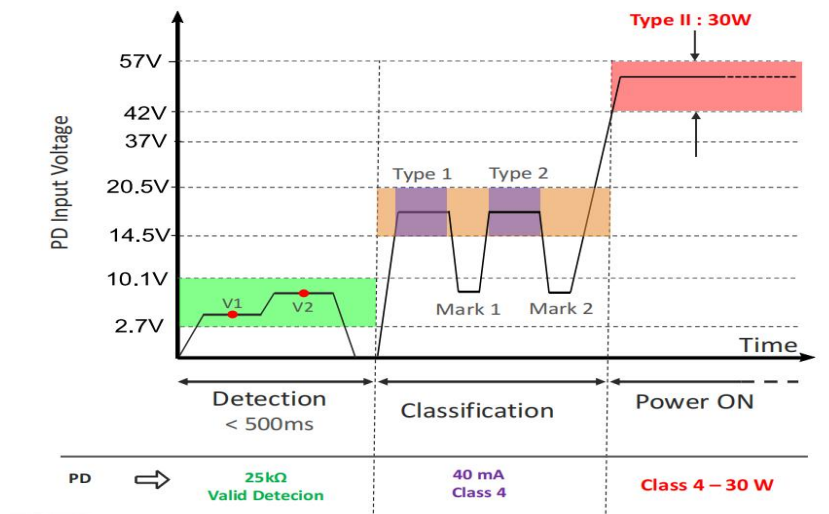 Type II : 30W
57V
42V
37V
20.5V
14.5V
10.1V
2.7V
PD Input Voltage
Type 1
Type 2
V1
V2
Mark 1
Mark 2
Time
Detection
< 500ms
Classification
Power ON
PD
25kΩ
Valid Detecion
40 mA
Class 4
Class 4 – 30 W